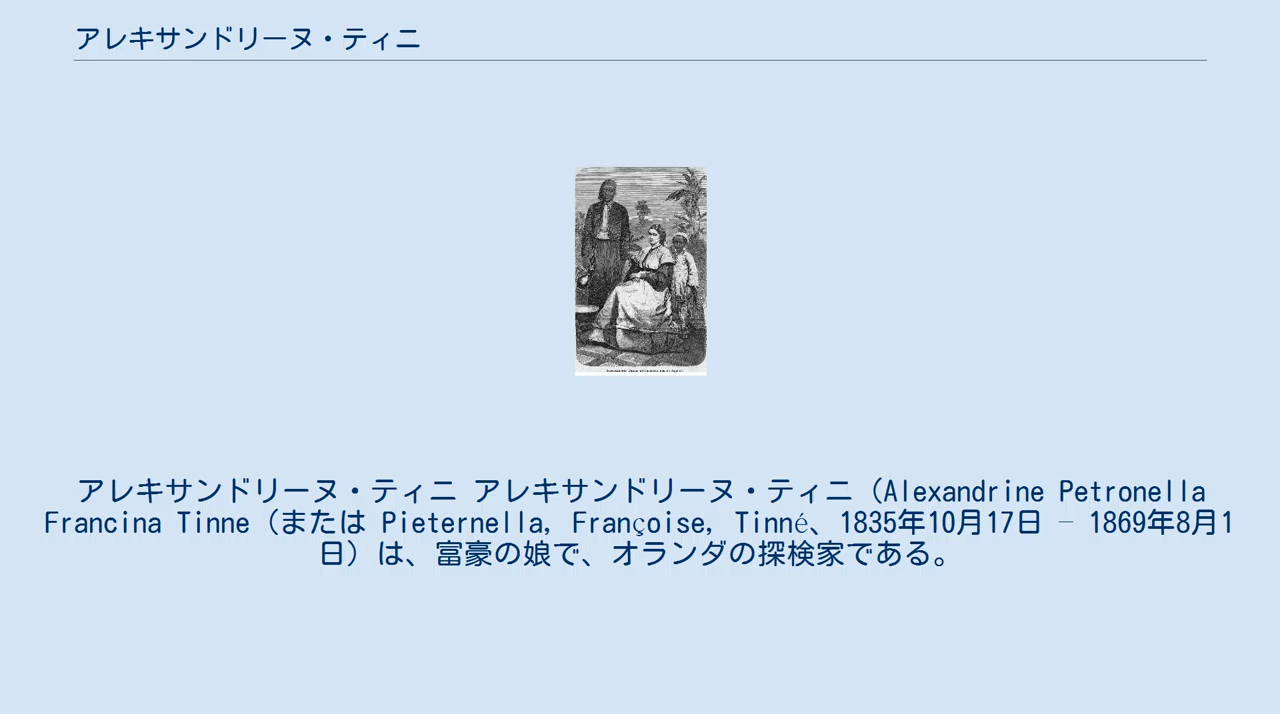 アレキサンドリーヌ・ティニ
アレキサンドリーヌ・ティニ アレキサンドリーヌ・ティニ（Alexandrine Petronella
Francina Tinne（または Pieternella, Françoise, Tinné、1835年10月17日 – 1869年8月1
日）は、富豪の娘で、オランダの探検家である。